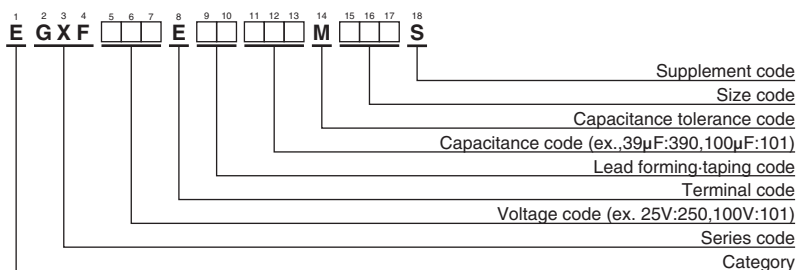 1 2 3 4 5 6 7 8 9 10 11 12 13 14 15 16 17 18
E GXF E M S
Supplement code
Size code
Capacitance tolerance code
Capacitance code (ex.,39μF:390,100μF:101)
Lead forming·taping code
Terminal code
Voltage code (ex. 25V:250,100V:101)
Series code
Category